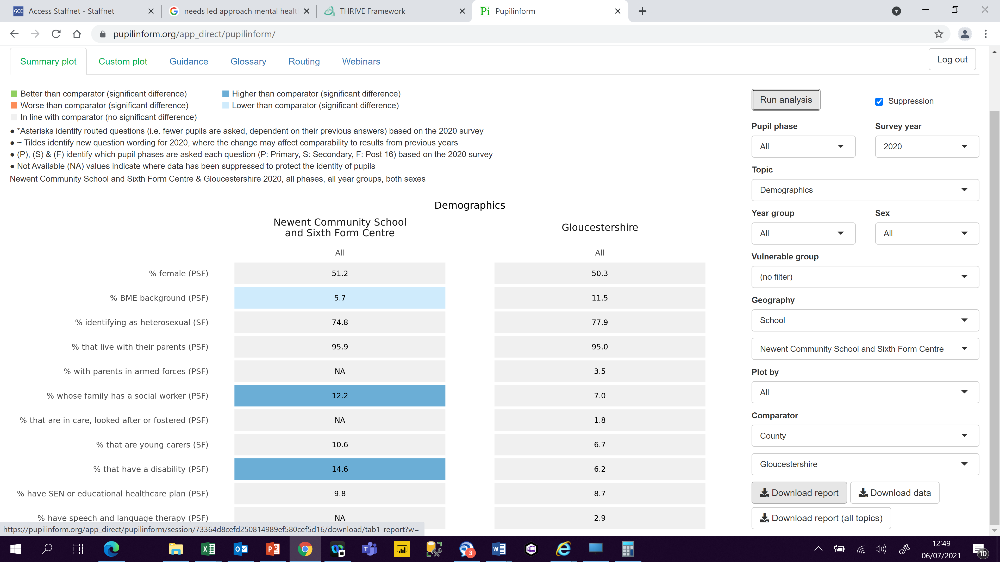 Access Staffnet - Staffnet
needs led approach mental healt
THRIVE Framework
Pi Pupilinform
pupilinform.org/app_direct/pupilinform/
Summary plot Custom plot Guidance Glossary Routing Webinars
Log out
Better than comparator (significant difference)
Higher than comparator (significant difference)
Worse than comparator (significant difference)
Lower than comparator (significant difference)
In line with comparator (no significant difference)
● *Asterisks identify routed questions (i.e. fewer pupils are asked, dependent on their previous answers) based on the 2020 survey
● ~ Tildes identify new question wording for 2020, where the change may affect comparability to results from previous years
● (P), (S) & (F) identify which pupil phases are asked each question (P: Primary, S: Secondary, F: Post 16) based on the 2020 survey
● Not Available (NA) values indicate where data has been suppressed to protect the identity of pupils
Newent Community School and Sixth Form Centre & Gloucestershire 2020, all phases, all year groups, both sexes
Demographics
Newent Community School
and Sixth Form Centre
Gloucestershire
All All
% female (PSF) 51.2 50.3
% BME background (PSF) 5.7 11.5
% identifying as heterosexual (SF) 74.8 77.9
% that live with their parents (PSF) 95.9 95.0
% with parents in armed forces (PSF) NA 3.5
% whose family has a social worker (PSF) 12.2 7.0
% that are in care, looked after or fostered (PSF) NA 1.8
% that are young carers (SF) 10.6 6.7
% that have a disability (PSF) 14.6 6.2
% have SEN or educational healthcare plan (PSF) 9.8 8.7
% have speech and language therapy (PSF) NA 2.9
Run analysis
Suppression
Pupil phase Survey year
All 2020
Topic
Demographics
Year group Sex
All All
Vulnerable group
(no filter)
Geography
School
Newent Community School and Sixth Form Centre
Plot by
All
Comparator
County
Gloucestershire
Download report Download data
Download report (all topics)
https://pupilinform.org/app_direct/pupilinform/session/73364d8cefd250814989ef580cef5d16/download/tab1-report?w=
3
12:49
06/07/2021
10